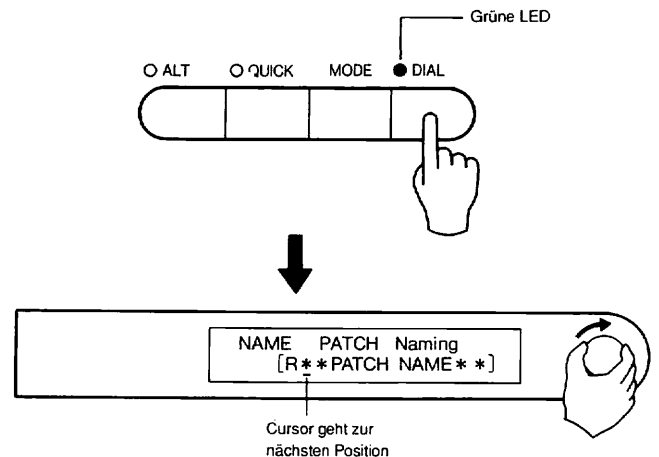 Grüne LED
ALT QUICK MODE DIAL
NAME PATCH Naming
[R**PATCH NAME**]
Cursor geht zur
nächsten Position